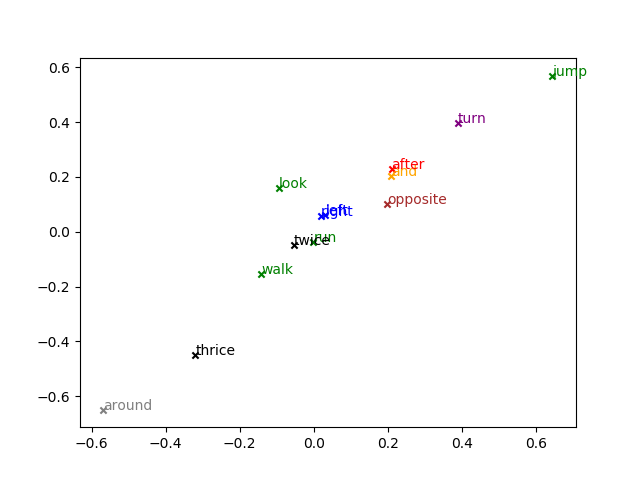 0.6
0.4
0.2
0.0
−0.2
−0.4
−0.6
jump
turn
after
and
look
opposite
left
right
run
twice
walk
thrice
around
−0.6 −0.4 −0.2 0.0 0.2 0.4 0.6